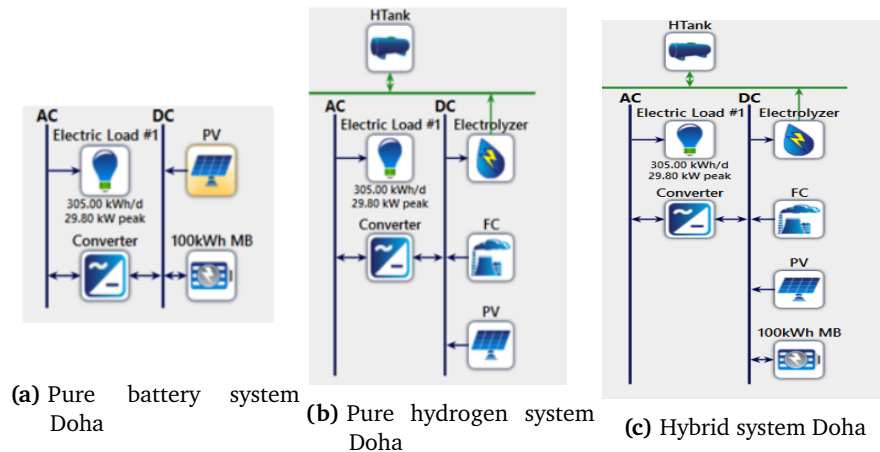 AC
DC
Electric Load #1
PV
305.00 kWh/d
29.80 kW peak
Converter
100kWh MB
(a) Pure battery system
Doha
HTank
AC
DC
Electric Load #1
Electrolyzer
305.00 kWh/d
29.80 kW peak
Converter
FC
PV
(b) Pure hydrogen system
Doha
HTank
AC
DC
Electric Load #1
Electrolyzer
305.00 kWh/d
29.80 kW peak
Converter
FC
PV
100kWh MB
(c) Hybrid system Doha